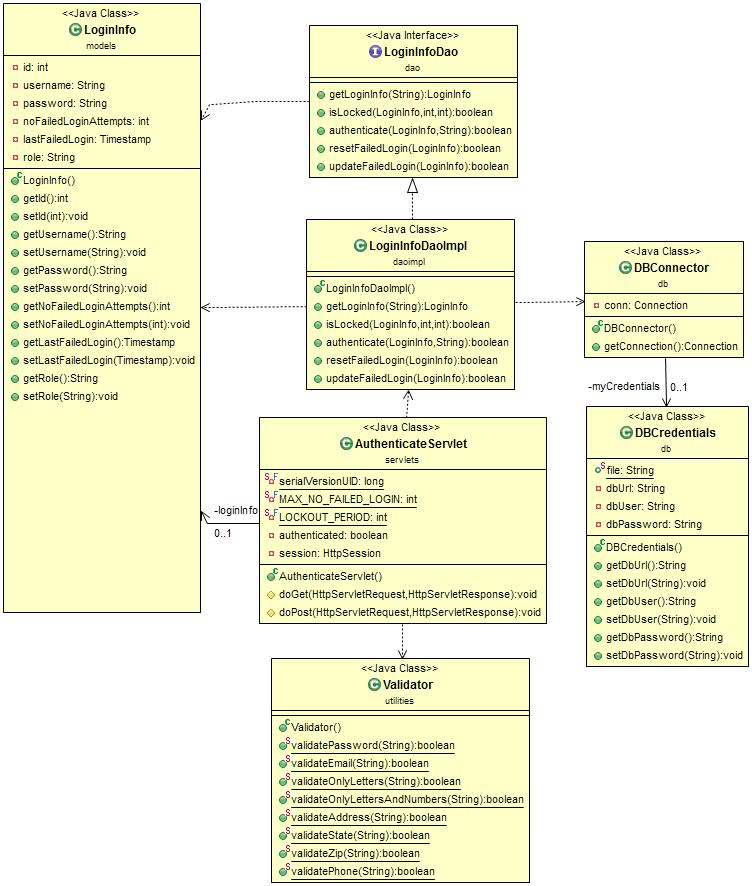 <<Java Class>>
LoginInfo
models
id: int
username: String
password: String
noFailedLoginAttempts: int
lastFailedLogin: Timestamp
role: String
LoginInfo()
getId():int
setId(int):void
getUsername():String
setUsername(String):void
getPassword():String
setPassword(String):void
getNoFailedLoginAttempts():int
setNoFailedLoginAttempts(int):void
getLastFailedLogin():Timestamp
setLastFailedLogin(Timestamp):void
getRole():String
setRole(String):void
<<Java Interface>>
LoginInfoDao
dao
getLoginInfo(String):LoginInfo
isLocked(LoginInfo,int,int):boolean
authenticate(LoginInfo,String):boolean
resetFailedLogin(LoginInfo):boolean
updateFailedLogin(LoginInfo):boolean
<<Java Class>>
LoginInfoDaoImpl
daoimpl
LoginInfoDaoImpl()
getLoginInfo(String):LoginInfo
isLocked(LoginInfo,int,int):boolean
authenticate(LoginInfo,String):boolean
resetFailedLogin(LoginInfo):boolean
updateFailedLogin(LoginInfo):boolean
<<Java Class>>
DBConnector
db
conn: Connection
DBConnector()
getConnection():Connection
-myCredentials
0..1
<<Java Class>>
DBCredentials
db
file: String
dbUrl: String
dbUser: String
dbPassword: String
DBCredentials()
getDbUrl():String
setDbUrl(String):void
getDbUser():String
setDbUser(String):void
getDbPassword():String
setDbPassword(String):void
<<Java Class>>
AuthenticateServlet
servlets
serialVersionUID: long
MAX_NO_FAILED_LOGIN: int
LOCKOUT_PERIOD: int
authenticated: boolean
session: HttpSession
AuthenticateServlet()
doGet(HttpServletRequest,HttpServletResponse):void
doPost(HttpServletRequest,HttpServletResponse):void
-loginInfo
0..1
<<Java Class>>
Validator
utilities
Validator()
validatePassword(String):boolean
validateEmail(String):boolean
validateOnlyLetters(String):boolean
validateOnlyLettersAndNumbers(String):boolean
validateAddress(String):boolean
validateState(String):boolean
validateZip(String):boolean
validatePhone(String):boolean